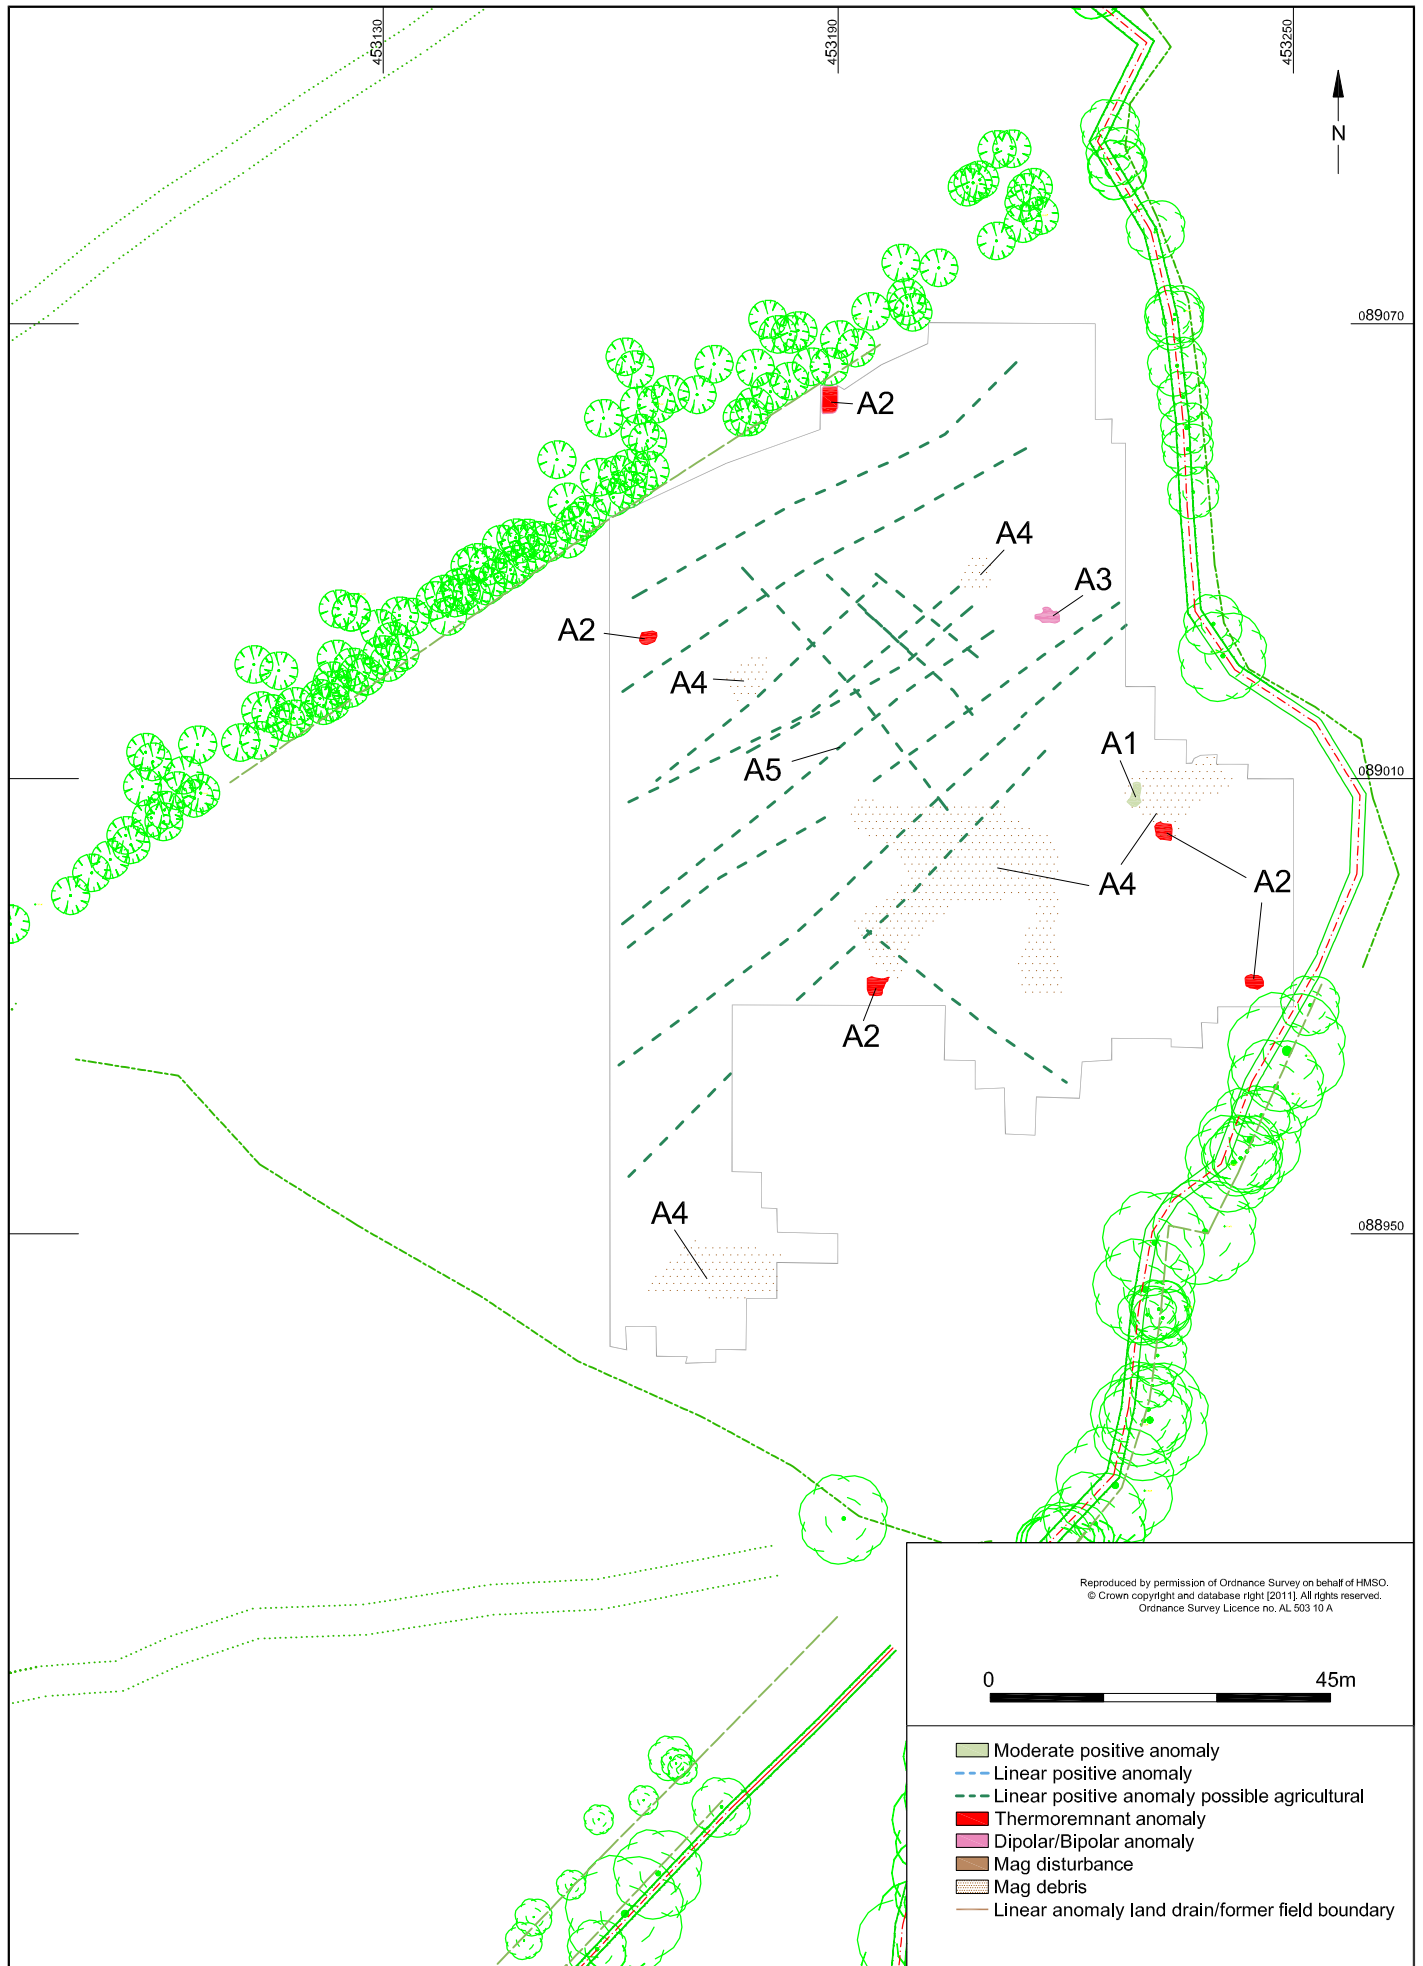 453130
453190
453250
N
089070
A2
A4
A3
A2
A4
A1
A5
089010
A4
A2
A2
A4
088950
Reproduced by permission of Ordnance Survey on behalf of HMSO.
© Crown copyright and database right [2011]. All rights reserved.
Ordnance Survey Licence no. AL 503 10 A
0 45m
Moderate positive anomaly
Linear positive anomaly
Linear positive anomaly possible agricultural
Thermoremnant anomaly
Dipolar/Bipolar anomaly
Mag disturbance
Mag debris
Linear anomaly land drain/former field boundary